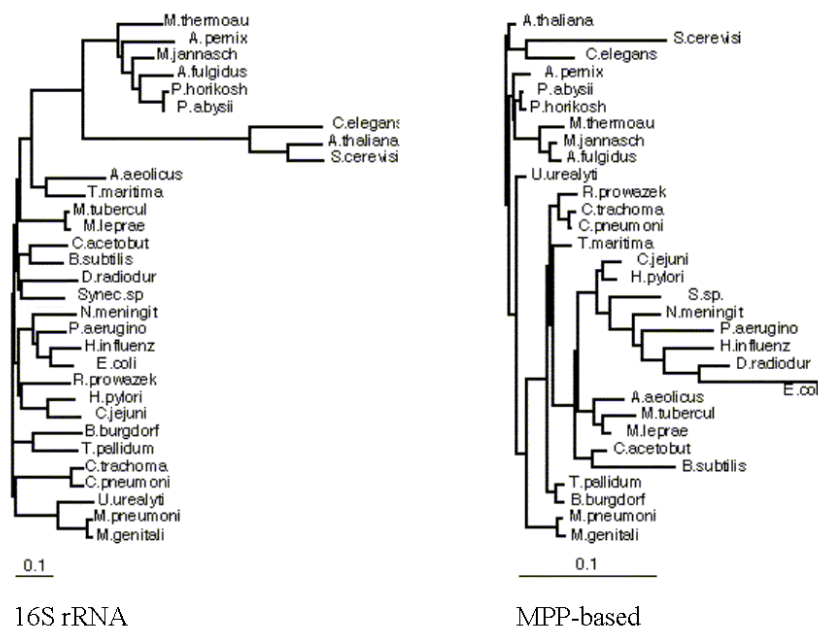 M.thermoau
A.pernix
M.jannasch
A.fulgidus
P.horikosh
P.abysii
C.elegans
A.thaliana
S.cerevisi
A.aeolicus
T.maritima
M.tubercul
M.leprae
C.acetobut
B.subtilis
D.radiodur
Synec.sp
N.meningit
P.aerugino
H.influenz
E.coli
R.prowazek
H.pylori
C.jejuni
B.burgdorf
T.pallidum
C.trachoma
C.pneumoni
U.urealyti
M.pneumoni
M.genitali
0.1
16S rRNA
A.thaliana
S.cerevisi
C.elegans
A.pernix
P.abysii
P.horikosh
M.thermoau
M.jannasch
A.fulgidus
U.urealyti
R.prowazek
C.trachoma
C.pneumoni
T.maritima
C.jejuni
H.pylori
S.sp.
N.meningit
P.aerugino
H.influenz
D.radiodur
E.col
A.aeolicus
M.tubercul
M.leprae
C.acetobut
B.subtilis
T.pallidum
B.burgdorf
M.pneumoni
M.genitali
0.1
MPP-based